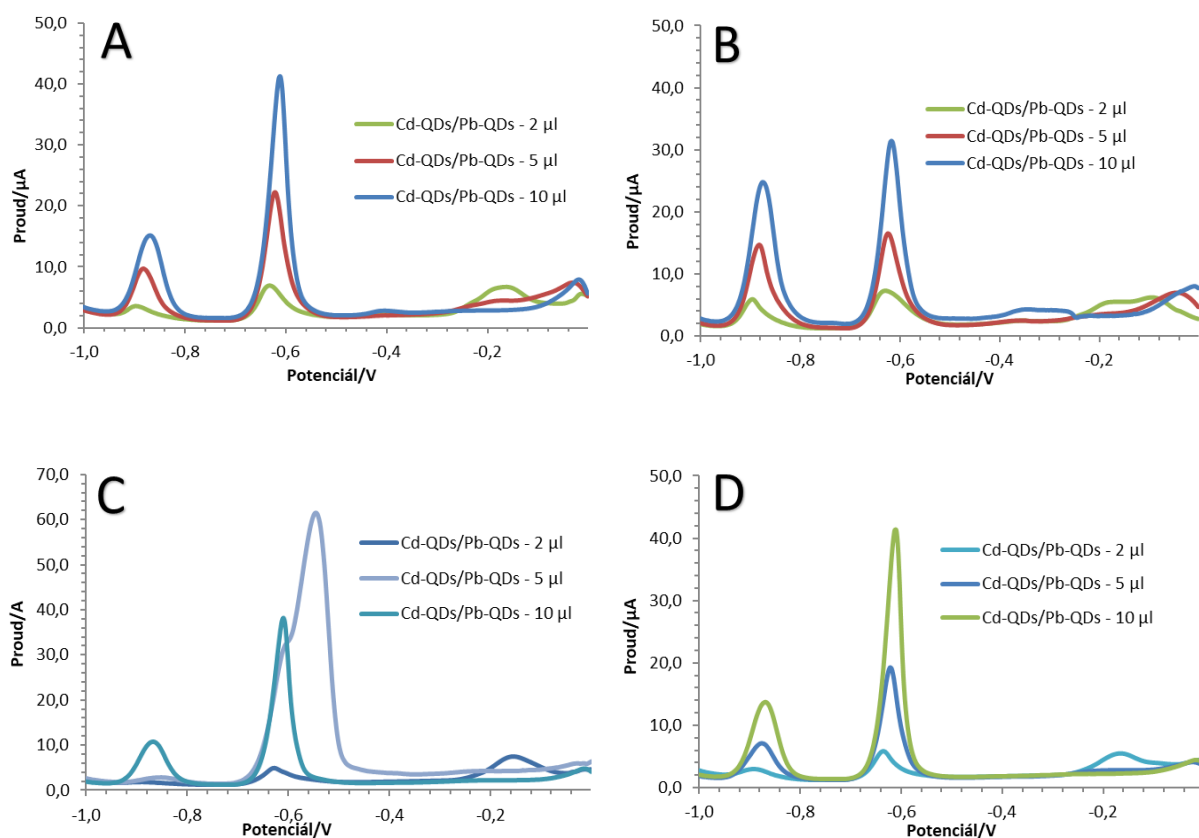 A
50,0
40,0
30,0
20,0
10,0
0,0
-1,0 -0,8 -0,6 -0,4 -0,2
Proud/µA
Potenciál/V
Cd-QDs/Pb-QDs - 2 µl
Cd-QDs/Pb-QDs - 5 µl
Cd-QDs/Pb-QDs - 10 µl
B
50,0
40,0
30,0
20,0
10,0
0,0
-1,0 -0,8 -0,6 -0,4 -0,2
Proud/µA
Potenciál/V
Cd-QDs/Pb-QDs - 2 µl
Cd-QDs/Pb-QDs - 5 µl
Cd-QDs/Pb-QDs - 10 µl
C
70,0
60,0
50,0
40,0
30,0
20,0
10,0
0,0
-1,0 -0,8 -0,6 -0,4 -0,2
Proud/A
Potenciál/V
Cd-QDs/Pb-QDs - 2 µl
Cd-QDs/Pb-QDs - 5 µl
Cd-QDs/Pb-QDs - 10 µl
D
50,0
40,0
30,0
20,0
10,0
0,0
-1,0 -0,8 -0,6 -0,4 -0,2
Proud/µA
Potenciál/V
Cd-QDs/Pb-QDs - 2 µl
Cd-QDs/Pb-QDs - 5 µl
Cd-QDs/Pb-QDs - 10 µl